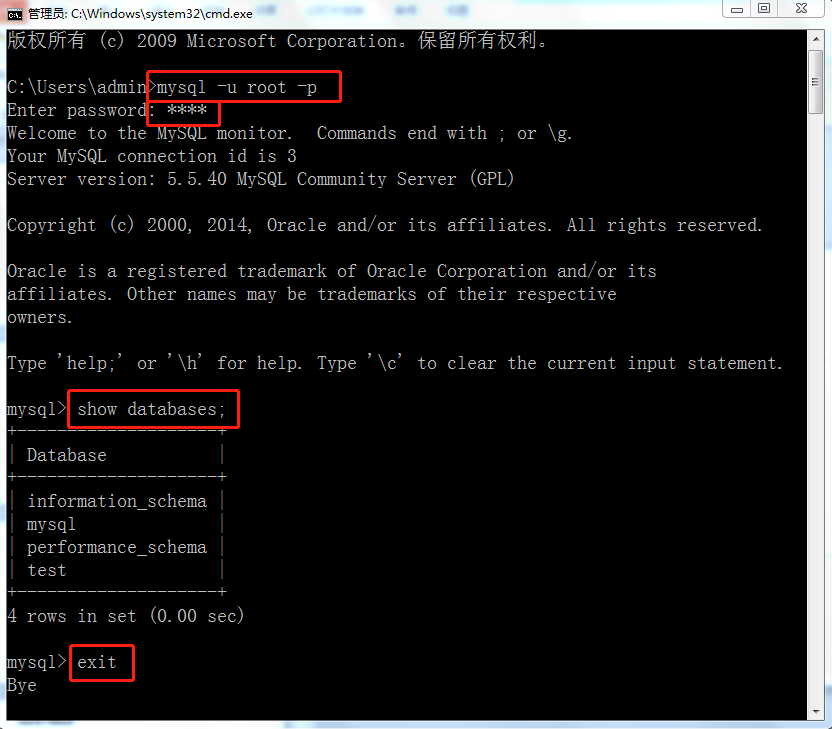 管理员: C:\Windows\system32\cmd.exe
版权所有 (c) 2009 Microsoft Corporation。保留所有权利。
C:\Users\admin>mysql -u root -p
Enter password: ****
Welcome to the MySQL monitor.  Commands end with ; or \g.
Your MySQL connection id is 3
Server version: 5.5.40 MySQL Community Server (GPL)
Copyright (c) 2000, 2014, Oracle and/or its affiliates. All rights reserved.
Oracle is a registered trademark of Oracle Corporation and/or its
affiliates. Other names may be trademarks of their respective
owners.
Type 'help;' or '\h' for help. Type '\c' to clear the current input statement.
mysql> show databases;
+--------------------+
| Database           |
+--------------------+
| information_schema |
| mysql              |
| performance_schema |
| test               |
+--------------------+
4 rows in set (0.00 sec)
mysql> exit
Bye